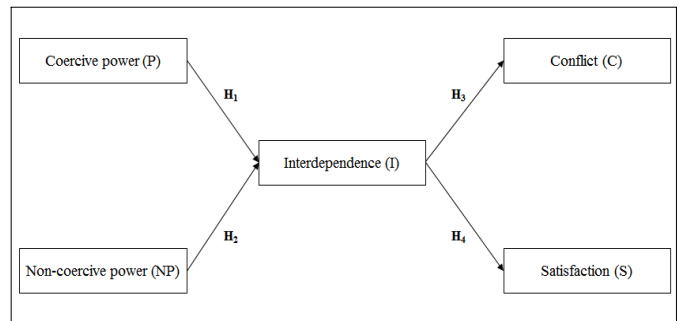 Coercive power (P)
Conflict (C)
H₁
H₃
Interdependence (I)
H₂
H₄
Non-coercive power (NP)
Satisfaction (S)